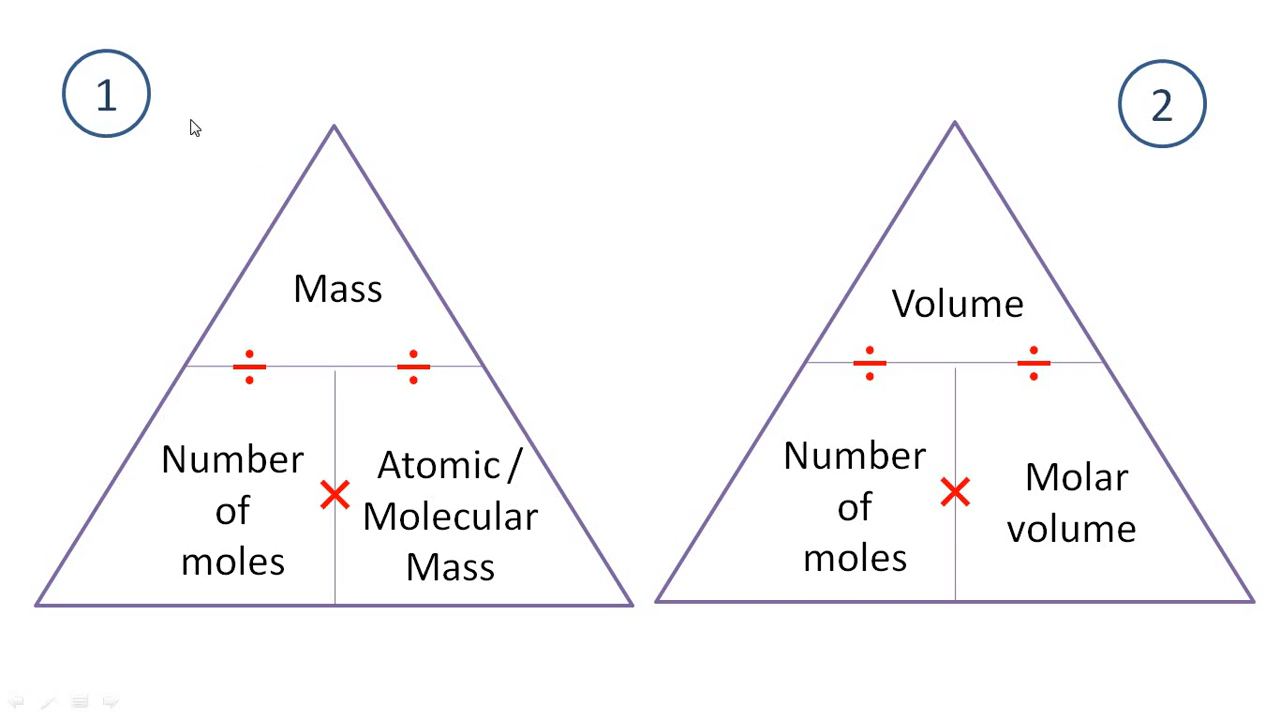 1
Mass
÷ ÷
Number
of
moles
×
Atomic /
Molecular
Mass
2
Volume
÷ ÷
Number
of
moles
×
Molar
volume